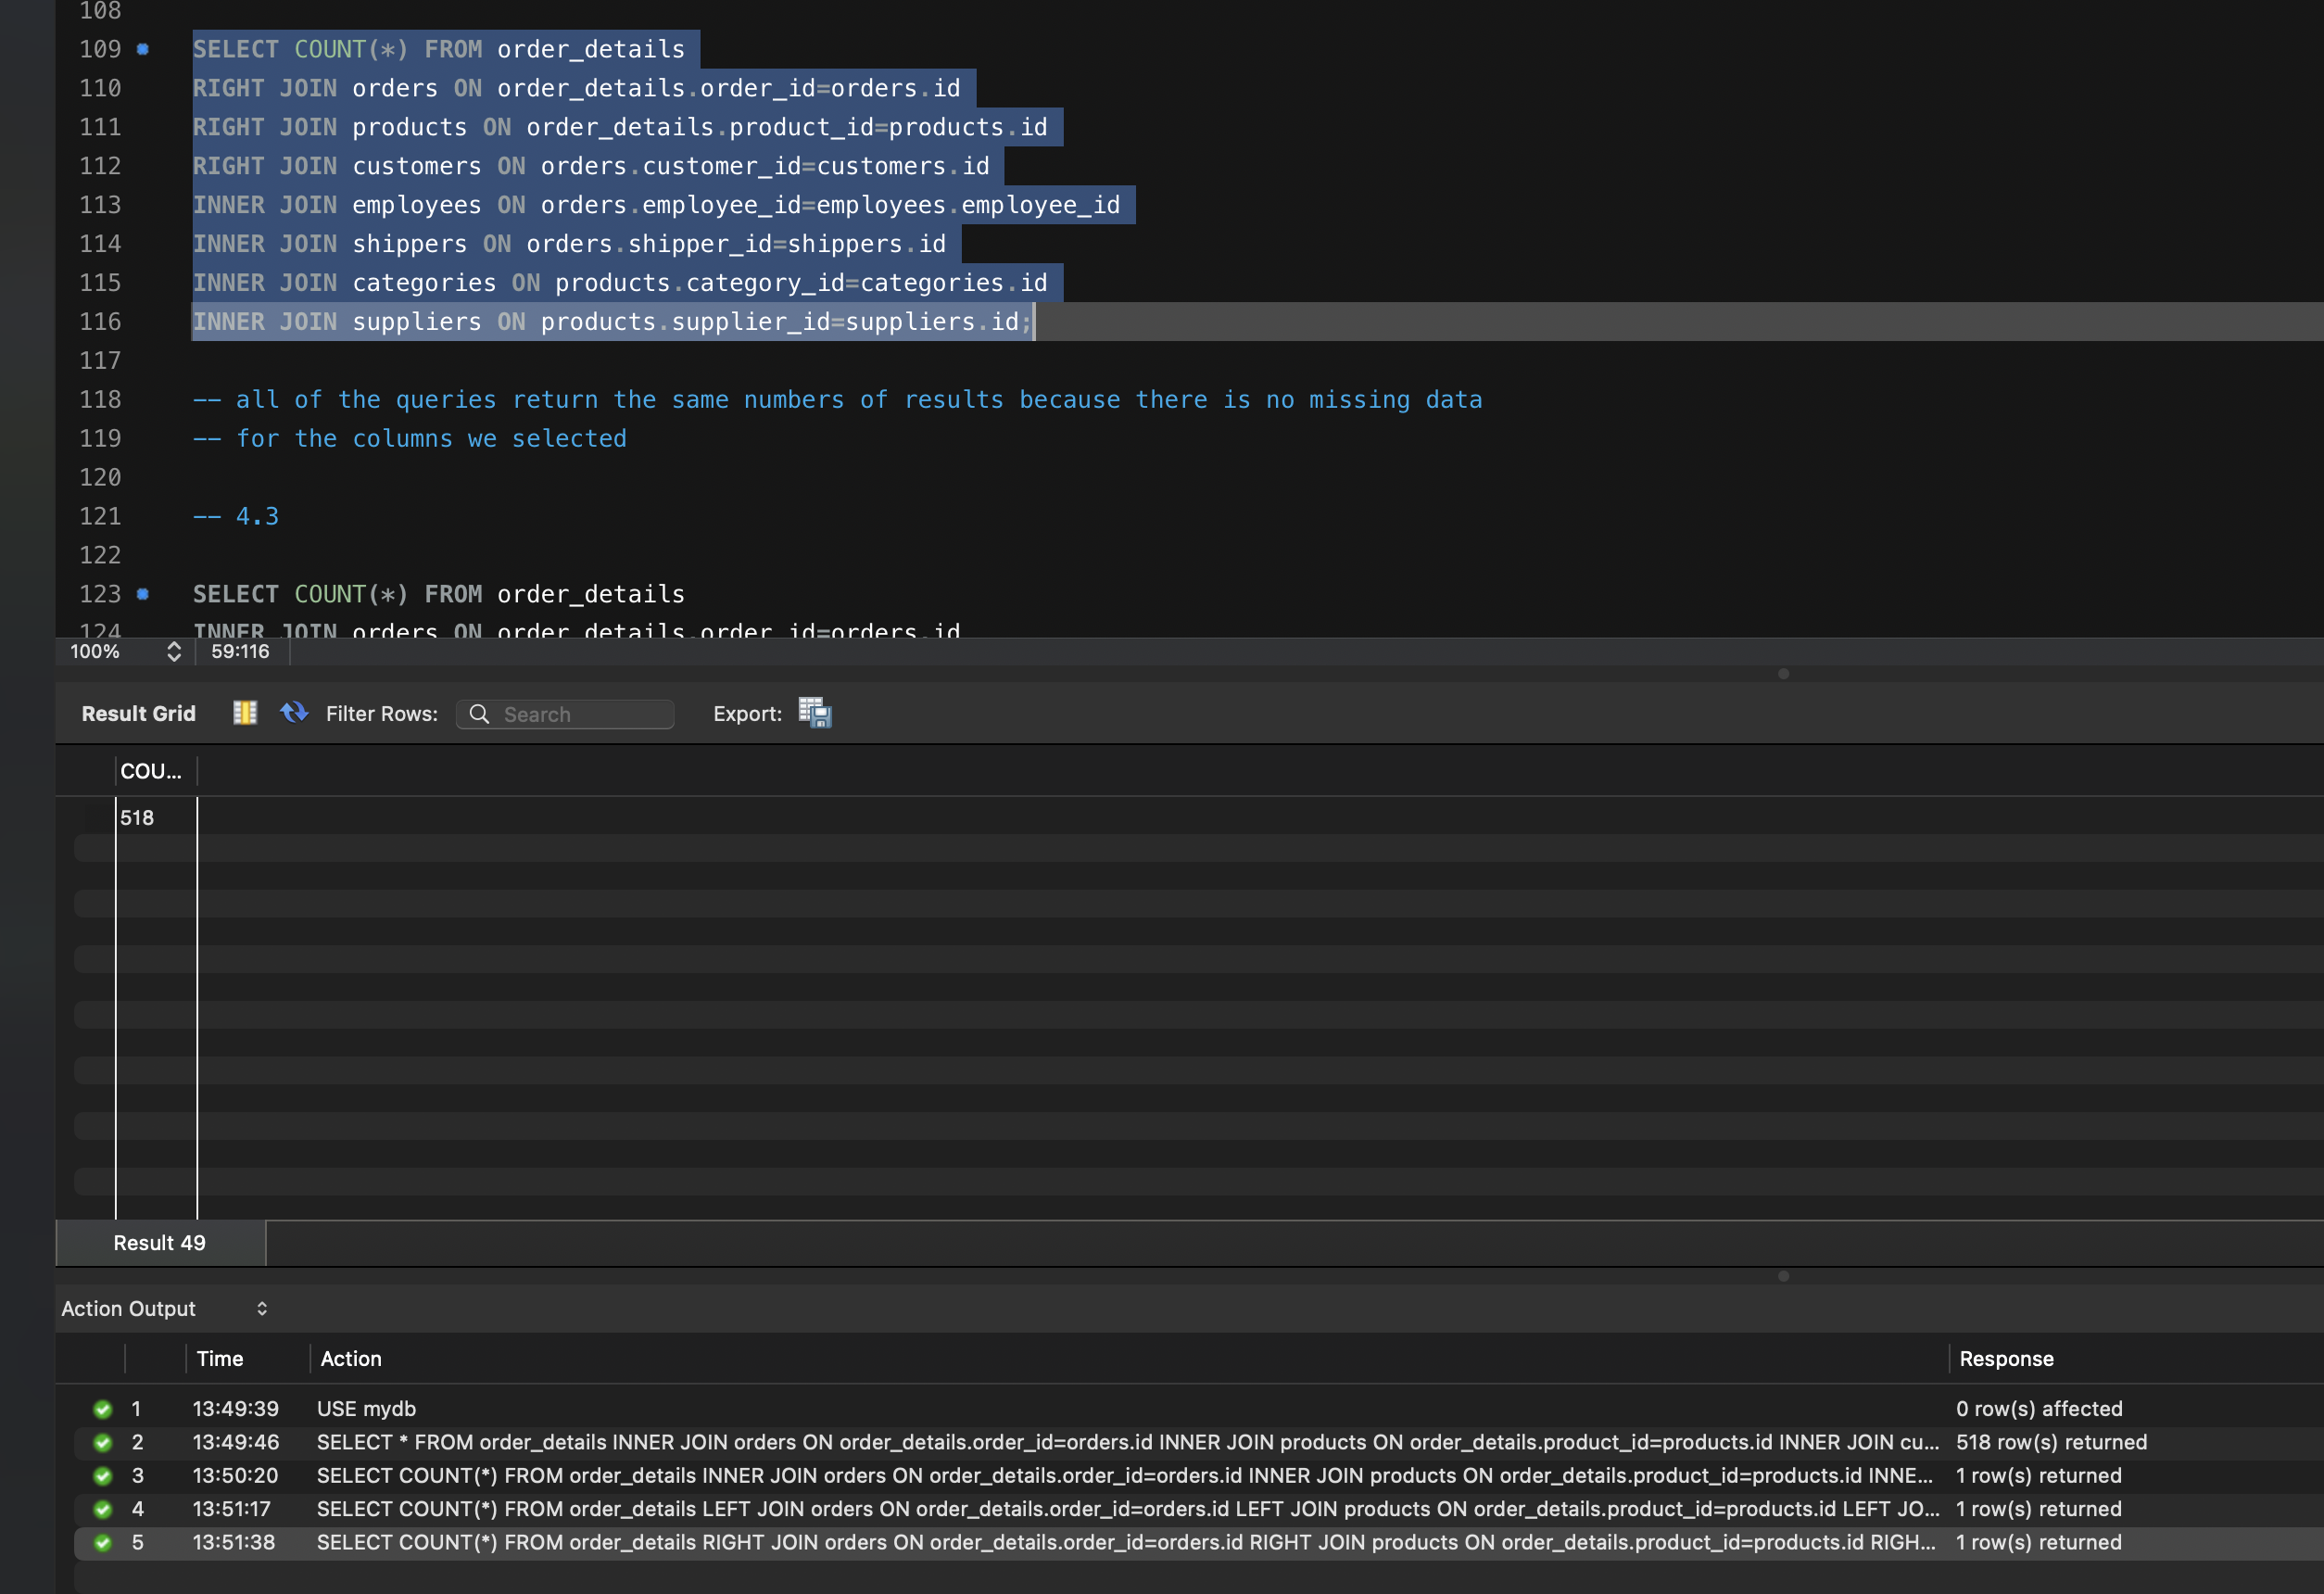 108
109 SELECT COUNT(*) FROM order_details
110 RIGHT JOIN orders ON order_details.order_id=orders.id
111 RIGHT JOIN products ON order_details.product_id=products.id
112 RIGHT JOIN customers ON orders.customer_id=customers.id
113 INNER JOIN employees ON orders.employee_id=employees.employee_id
114 INNER JOIN shippers ON orders.shipper_id=shippers.id
115 INNER JOIN categories ON products.category_id=categories.id
116 INNER JOIN suppliers ON products.supplier_id=suppliers.id;
117
118 -- all of the queries return the same numbers of results because there is no missing data
119 -- for the columns we selected
120
121 -- 4.3
122
123 SELECT COUNT(*) FROM order_details
124 INNER JOIN orders ON order_details.order_id=orders.id
100% 59:116
Result Grid Filter Rows: Search Export:
COU...
518
Result 49
Action Output
Time Action Response
1 13:49:39 USE mydb 0 row(s) affected
2 13:49:46 SELECT * FROM order_details INNER JOIN orders ON order_details.order_id=orders.id INNER JOIN products ON order_details.product_id=products.id INNER JOIN cu... 518 row(s) returned
3 13:50:20 SELECT COUNT(*) FROM order_details INNER JOIN orders ON order_details.order_id=orders.id INNER JOIN products ON order_details.product_id=products.id INNE... 1 row(s) returned
4 13:51:17 SELECT COUNT(*) FROM order_details LEFT JOIN orders ON order_details.order_id=orders.id LEFT JOIN products ON order_details.product_id=products.id LEFT JO... 1 row(s) returned
5 13:51:38 SELECT COUNT(*) FROM order_details RIGHT JOIN orders ON order_details.order_id=orders.id RIGHT JOIN products ON order_details.product_id=products.id RIGH... 1 row(s) returned